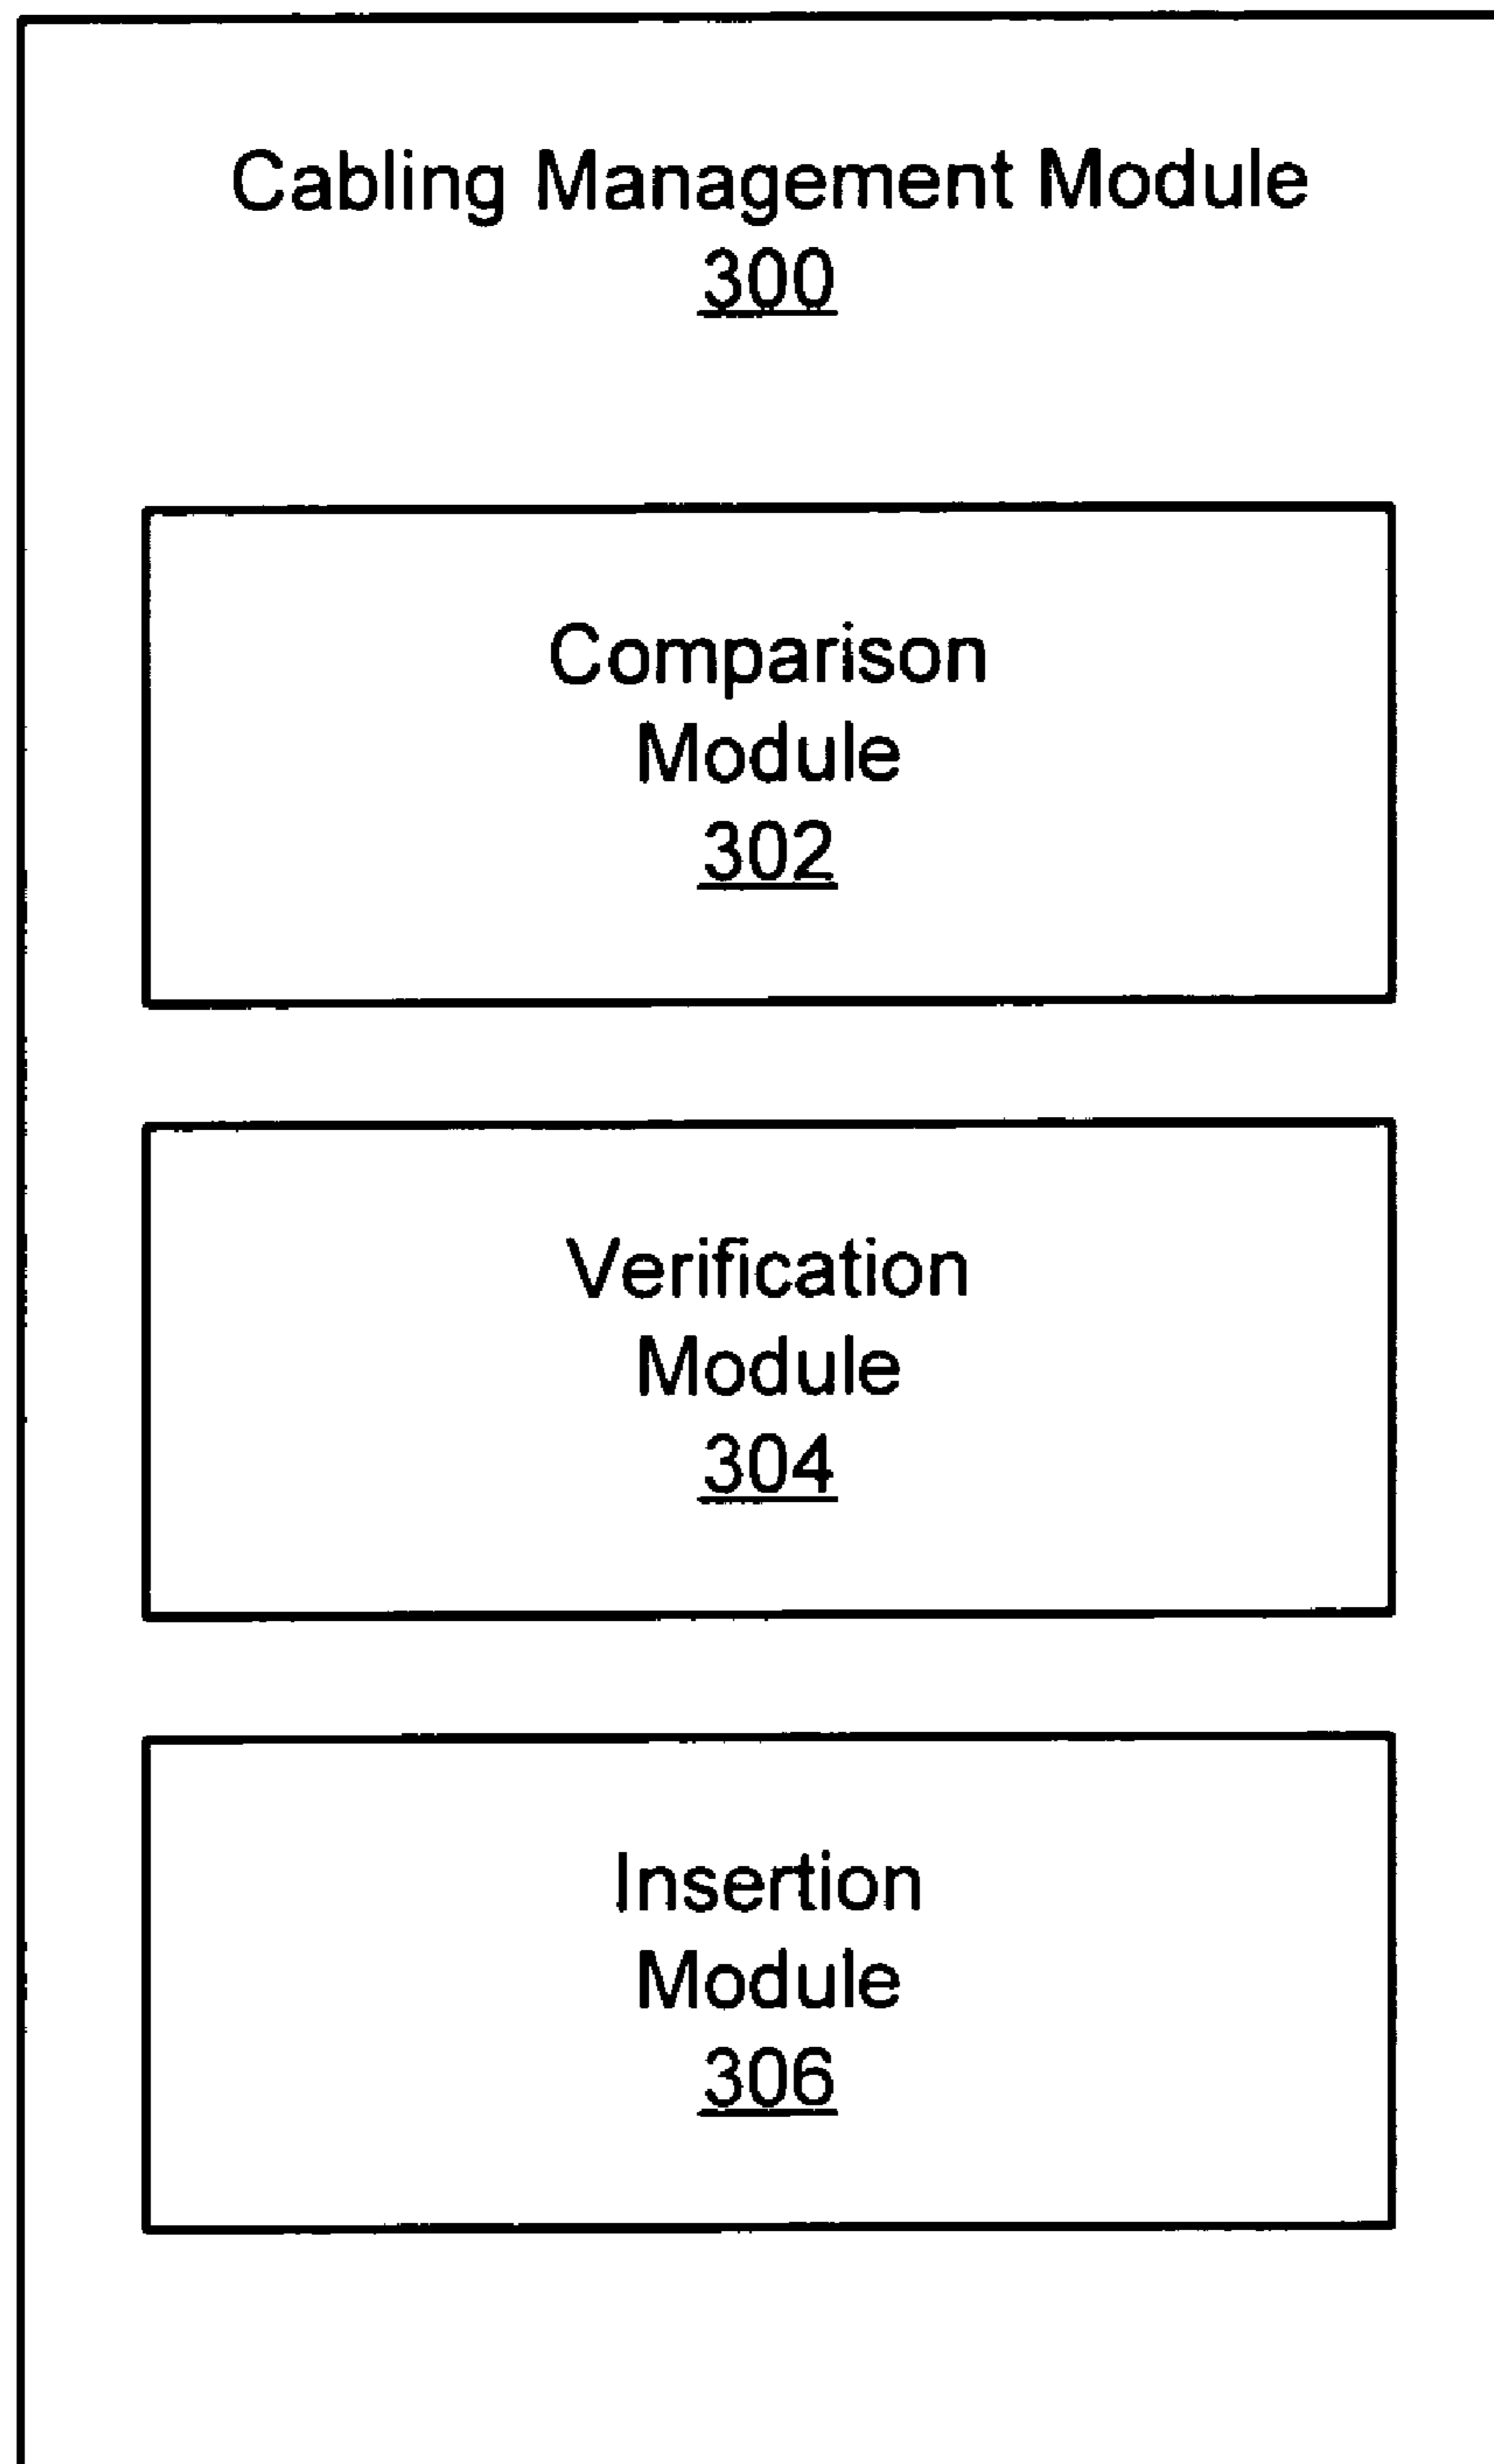 Cabling Management Module
300
Comparison
Module
302
Verification
Module
304
Insertion
Module
306